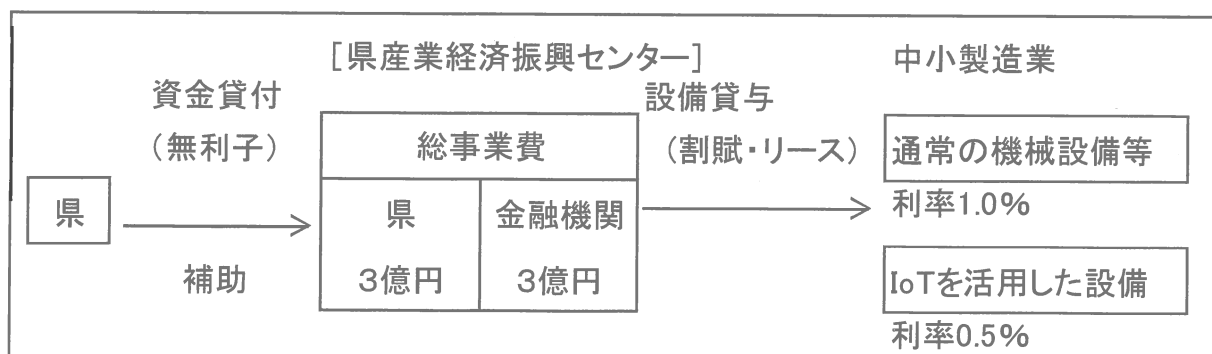 [県産業経済振興センター]
中小製造業
資金貸付
(無利子)
設備貸与
(割賦・リース)
総事業費
県
県
3億円
金融機関
3億円
補助
通常の機械設備等
利率1.0%
IoTを活用した設備
利率0.5%